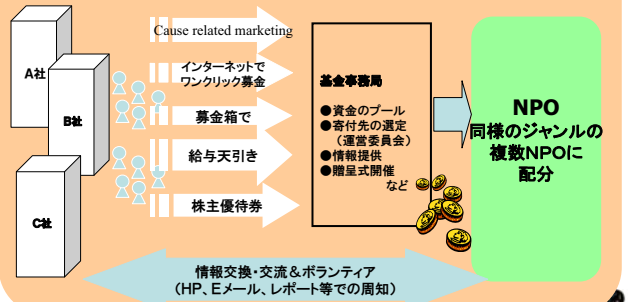 A社
B社
C社
Cause related marketing
インターネットで
ワンクリック募金
募金箱で
給与天引き
株主優待券
基金事務局
●資金のプール
●寄付先の選定
（運営委員会）
●情報提供
●贈呈式開催
など
NPO
同様のジャンルの
複数NPOに
配分
情報交換・交流＆ボランティア
（HP、Eメール、レポート等での周知）